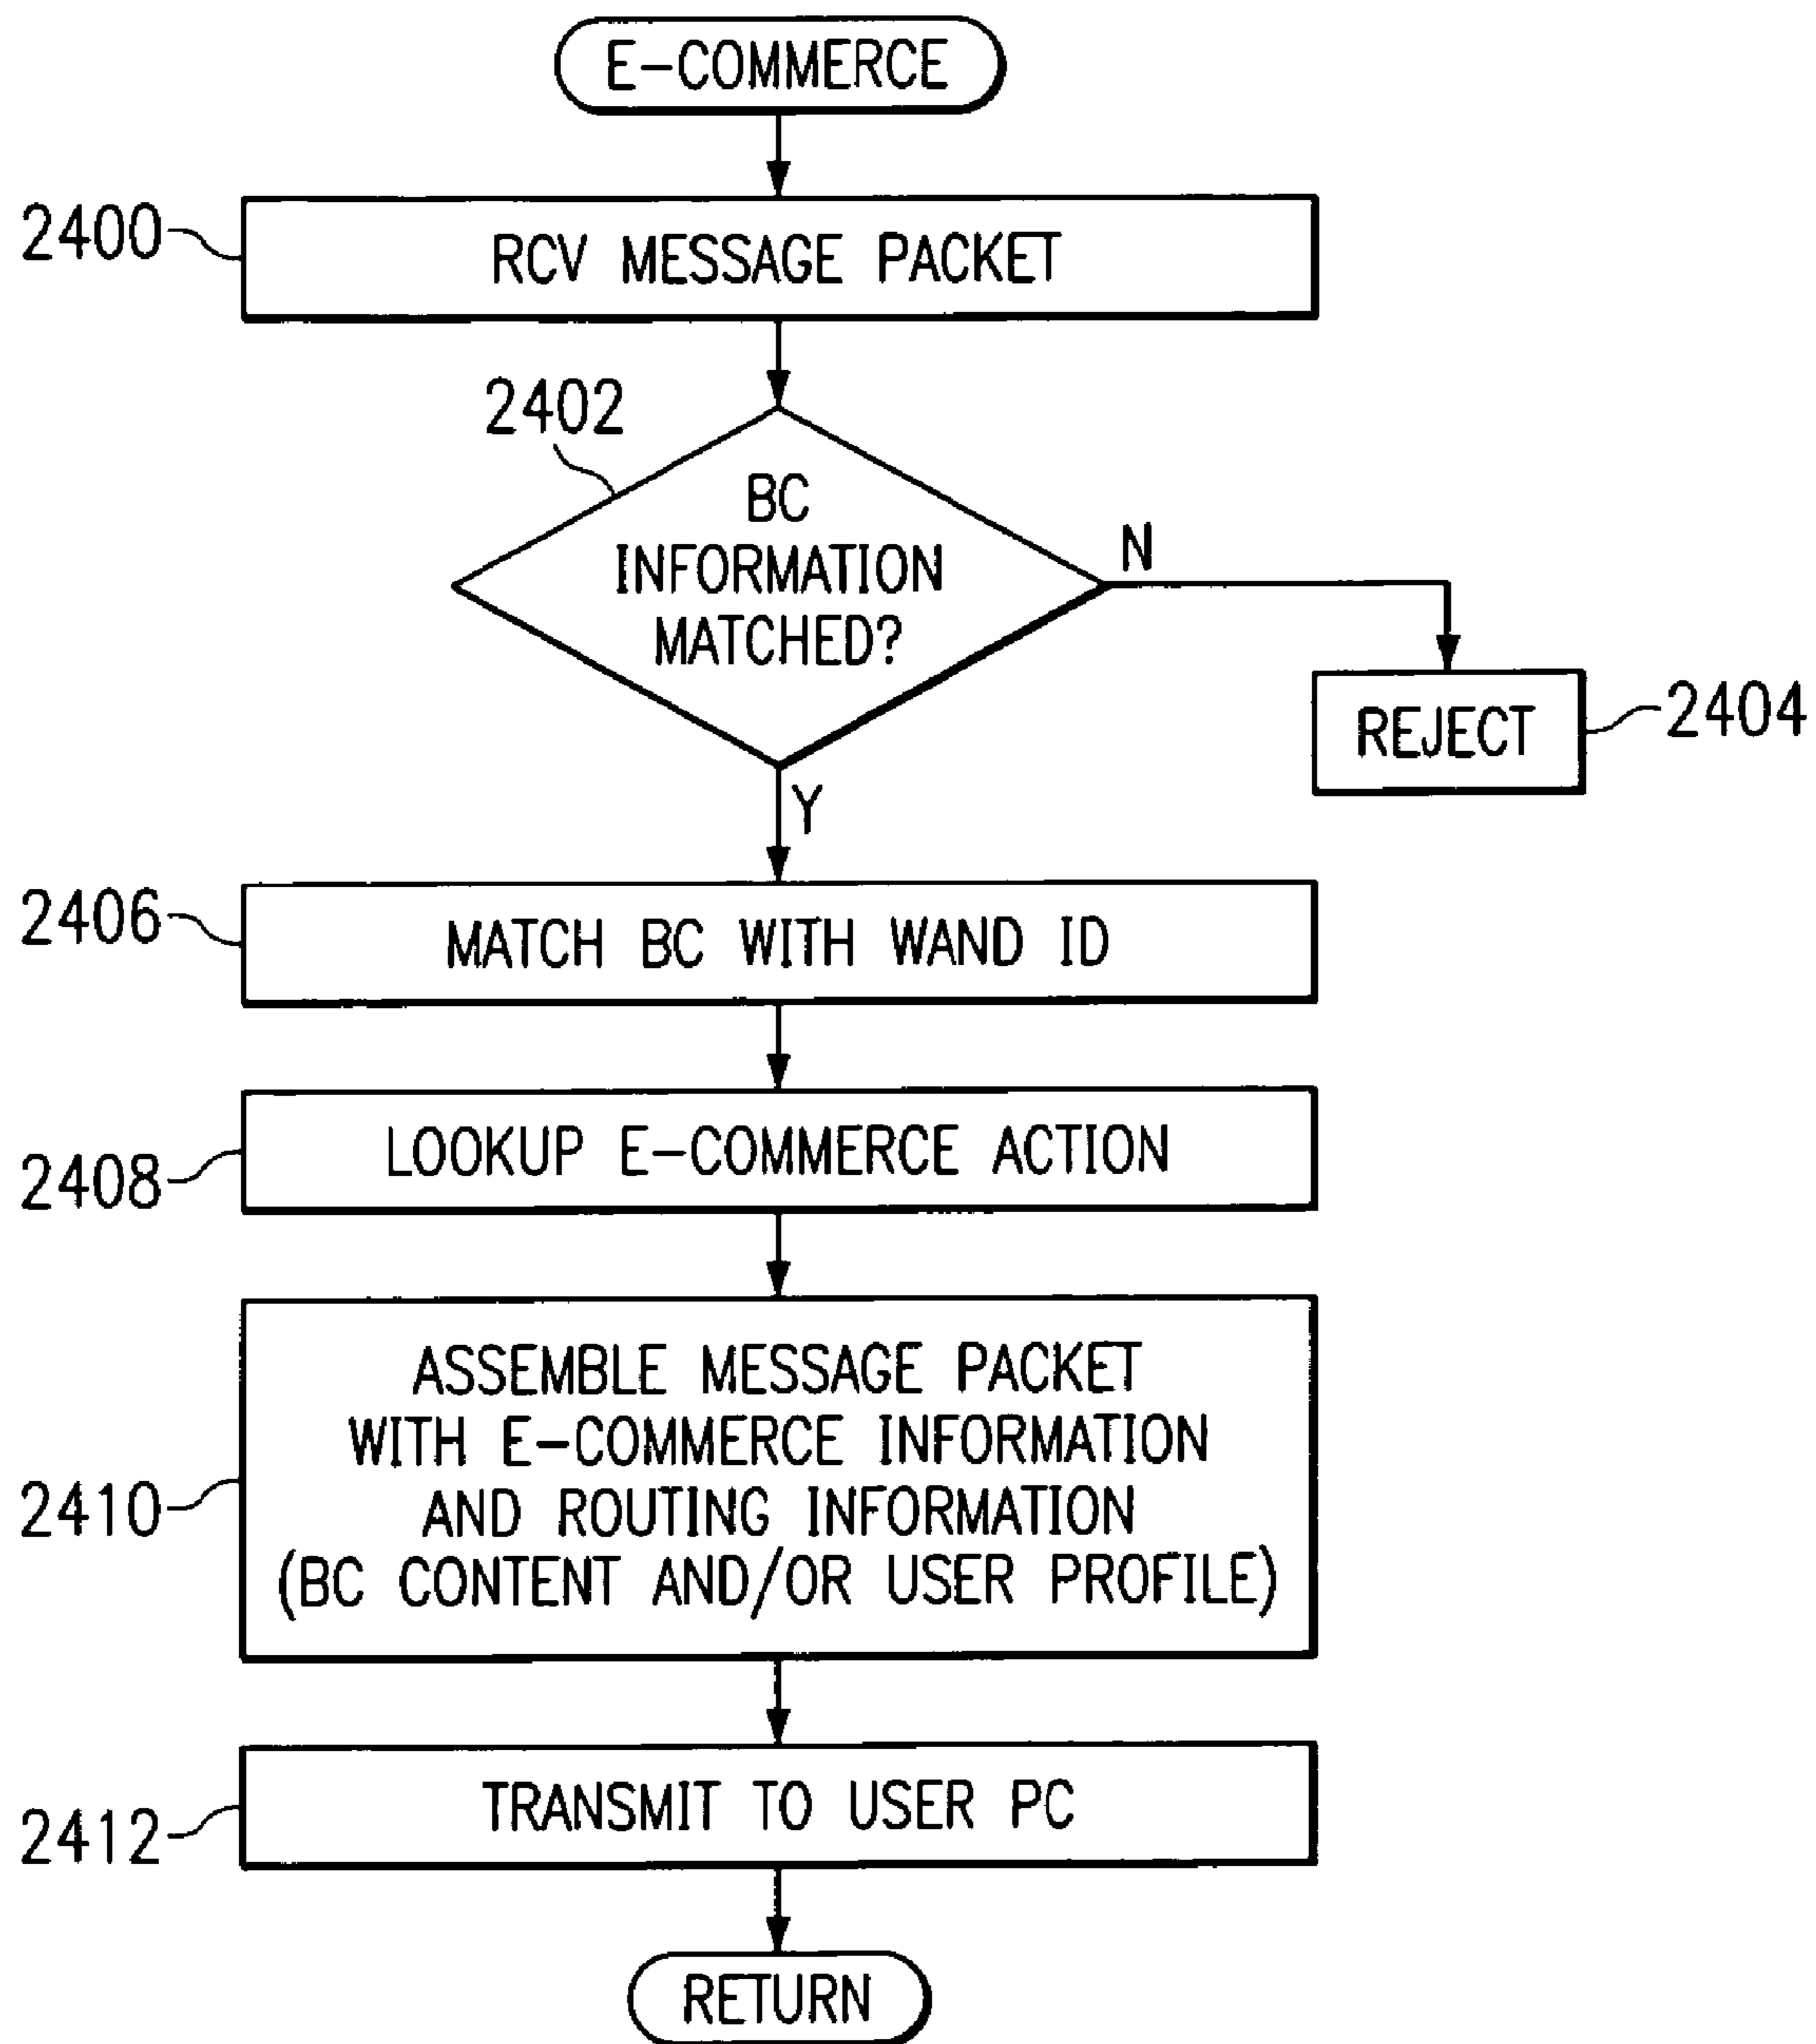 E-COMMERCE
2400
RCV MESSAGE PACKET
2402
BC
INFORMATION
MATCHED?
N
REJECT
2404
Y
2406
MATCH BC WITH WAND ID
2408
LOOKUP E-COMMERCE ACTION
2410
ASSEMBLE MESSAGE PACKET
WITH E-COMMERCE INFORMATION
AND ROUTING INFORMATION
(BC CONTENT AND/OR USER PROFILE)
2412
TRANSMIT TO USER PC
RETURN